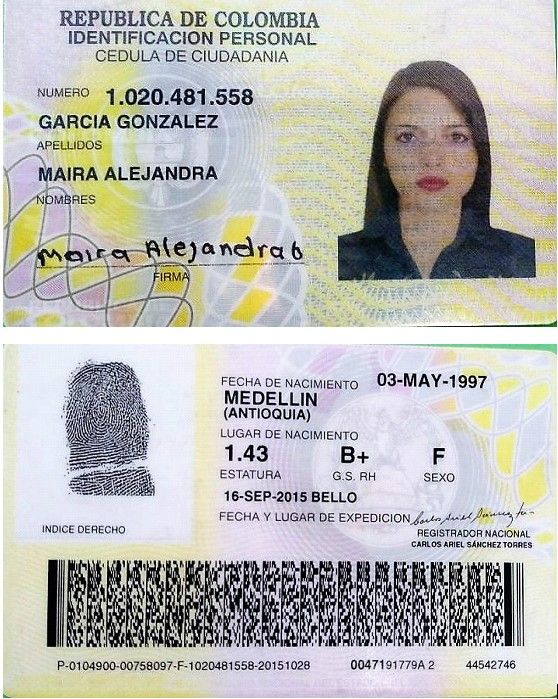 REPUBLICA DE COLOMBIA
IDENTIFICACION PERSONAL
CEDULA DE CIUDADANIA
NUMERO 1.020.481.558
GARCIA GONZALEZ
APELLIDOS
MAIRA ALEJANDRA
NOMBRES
Maira Alejandra G
FIRMA
FECHA DE NACIMIENTO 03-MAY-1997
MEDELLIN
(ANTIOQUIA)
LUGAR DE NACIMIENTO
1.43 B+ F
ESTATURA G.S. RH SEXO
16-SEP-2015 BELLO
FECHA Y LUGAR DE EXPEDICION
INDICE DERECHO
REGISTRADOR NACIONAL
CARLOS ARIEL SÁNCHEZ TORRES
P-0104900-00758097-F-1020481558-20151028 0047191779A 2 44542746